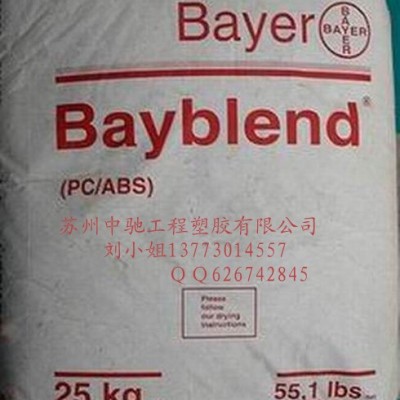 Bayer
BAYER
BAYER
Bayblend®
(PC/ABS)
苏州中驰工程塑胶有限公司
刘小姐13773014557
QQ626742845
Please
follow
our drying
instructions
25 kg
55,1 lbs